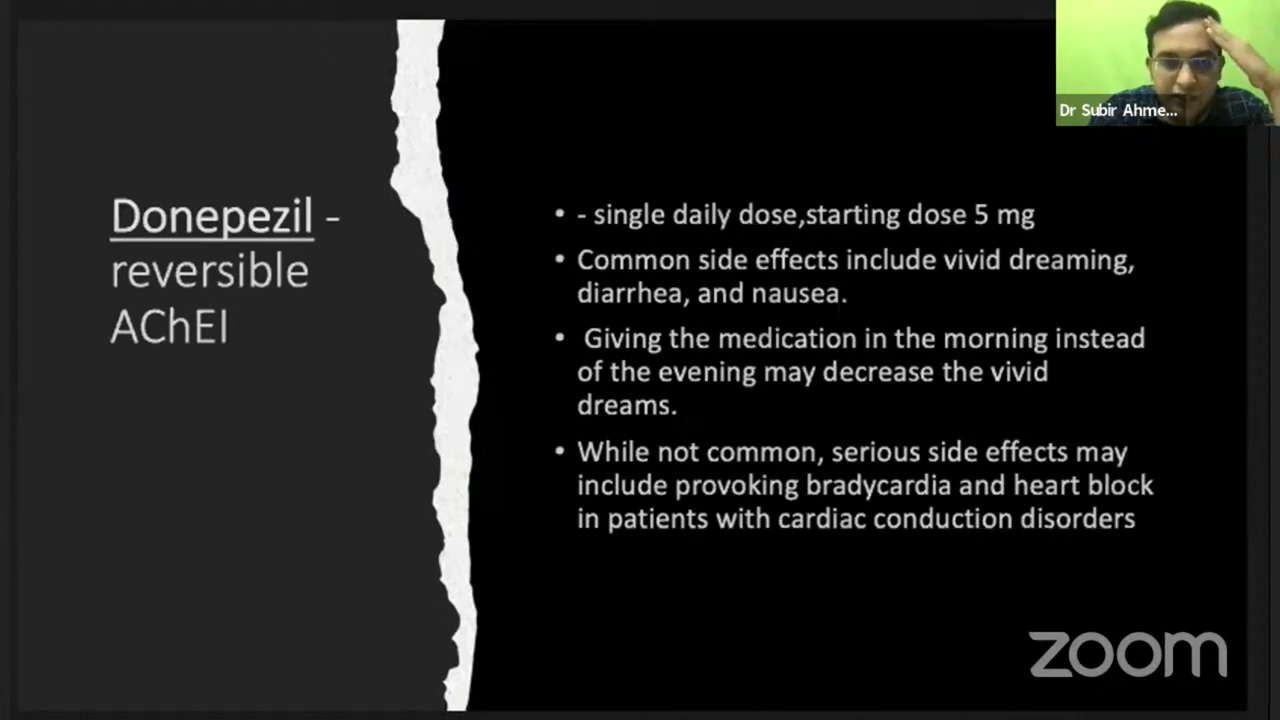 Dr Subir Ahme...
Donepezil -
reversible
AChEI
• - single daily dose,starting dose 5 mg
• Common side effects include vivid dreaming,
diarrhea, and nausea.
• Giving the medication in the morning instead
of the evening may decrease the vivid
dreams.
• While not common, serious side effects may
include provoking bradycardia and heart block
in patients with cardiac conduction disorders
zoom